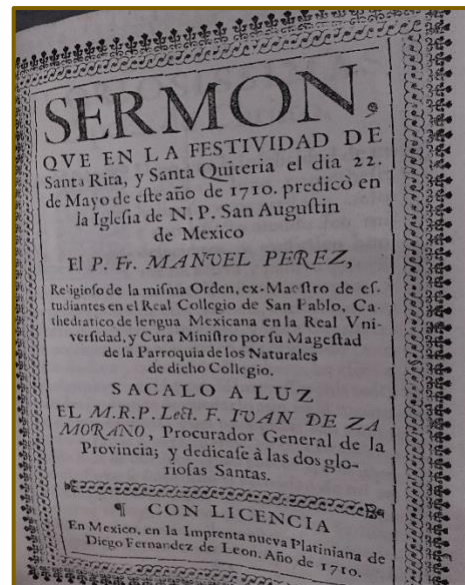 SERMON,
QVE EN LA FESTIVIDAD DE
Santa Rita, y Santa Quiteria el dia 22.
de Mayo de eſte año de 1710. predicò en
la Igleſia de N. P. San Auguſtin
de Mexico
El P. Fr. MANVEL PEREZ,
Religioſo de la miſma Orden, ex-Maeſtro de eſ-
tudiantes en el Real Collegio de San Pablo, Ca-
thedratico de lengua Mexicana en la Real Vni-
verſidad, y Cura Miniſtro por ſu Mageſtad
de la Parroquia de los Naturales
de dicho Collegio.
SACALO A LUZ
EL M.R.P. Lect. F. IVAN DE ZA
MORANO, Procurador General de la
Provincia; y dedicaſe à las dos glo-
rioſas Santas.
¶ CON LICENCIA
En Mexico, en la Imprenta nueva Platiniana de
Diego Fernandez de Leon. Año de 1710.